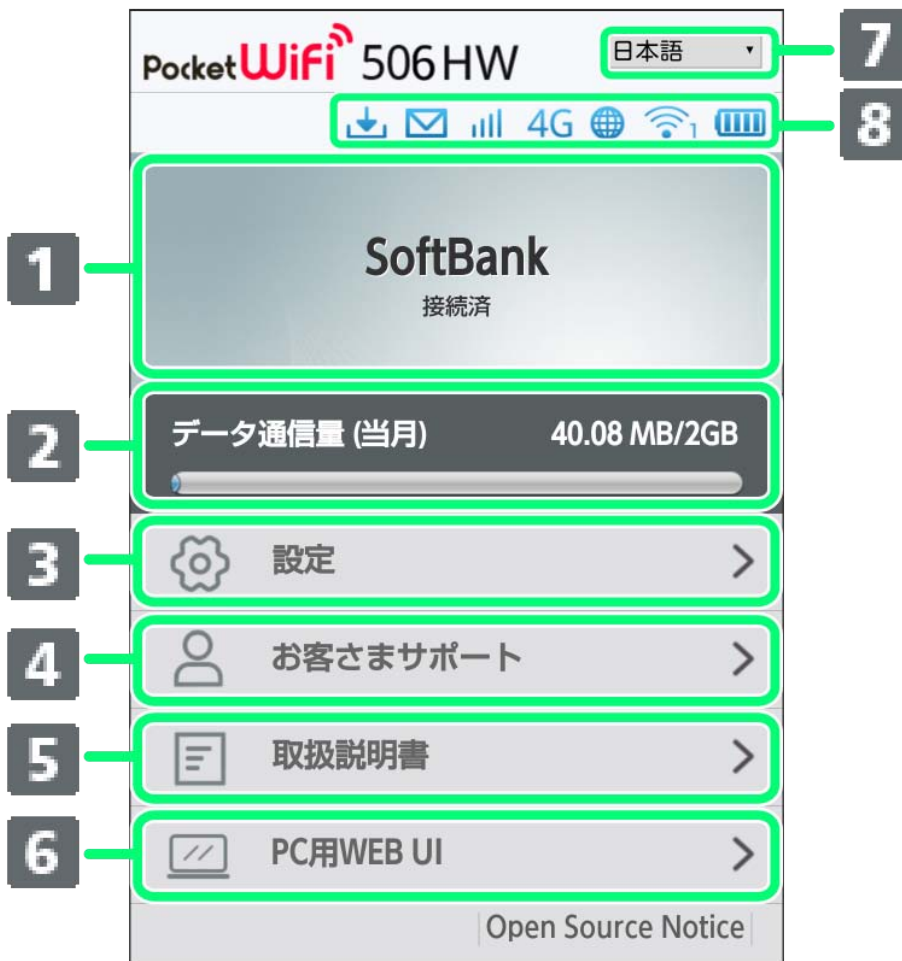 Pocket WiFi 506HW
日本語
7
4G
1
8
1
SoftBank
接続済
2
データ通信量 (当月) 40.08 MB/2GB
3
設定
4
お客さまサポート
5
取扱説明書
6
PC用WEB UI
Open Source Notice